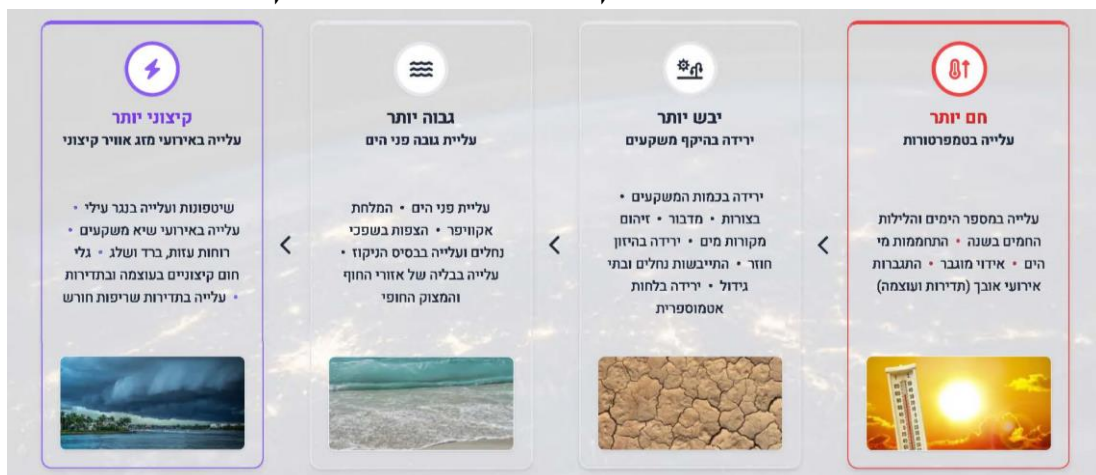 חם יותר
עלייה בטמפרטורות
עלייה במספר הימים והלילות
החמים בשנה • התחממות מי
הים • אידוי מוגבר • התגברות
אירועי אובך (תדירות ועוצמה)
יבש יותר
ירידה בהיקף משקעים
ירידה בכמות המשקעים •
בצורות • מדבור • זיהום
מקורות מים • ירידה בהיזון
חוזר • התייבשות נחלים ובתי
גידול • ירידה בלחות
אטמוספרית
גבוה יותר
עליית גובה פני הים
עליית פני הים • המלחת
אקוויפר • הצפות בשפכי
נחלים ועלייה בבסיס הניקוז •
עלייה בבליה של אזורי החוף
והמצוק החופי
קיצוני יותר
עלייה באירועי מזג אוויר קיצוני
שיטפונות ועלייה בנגר עילי •
עלייה באירועי שיא משקעים •
רוחות עזות, ברד ושלג • גלי
חום קיצוניים בעוצמה ובתדירות
• עלייה בתדירות שריפות חורש